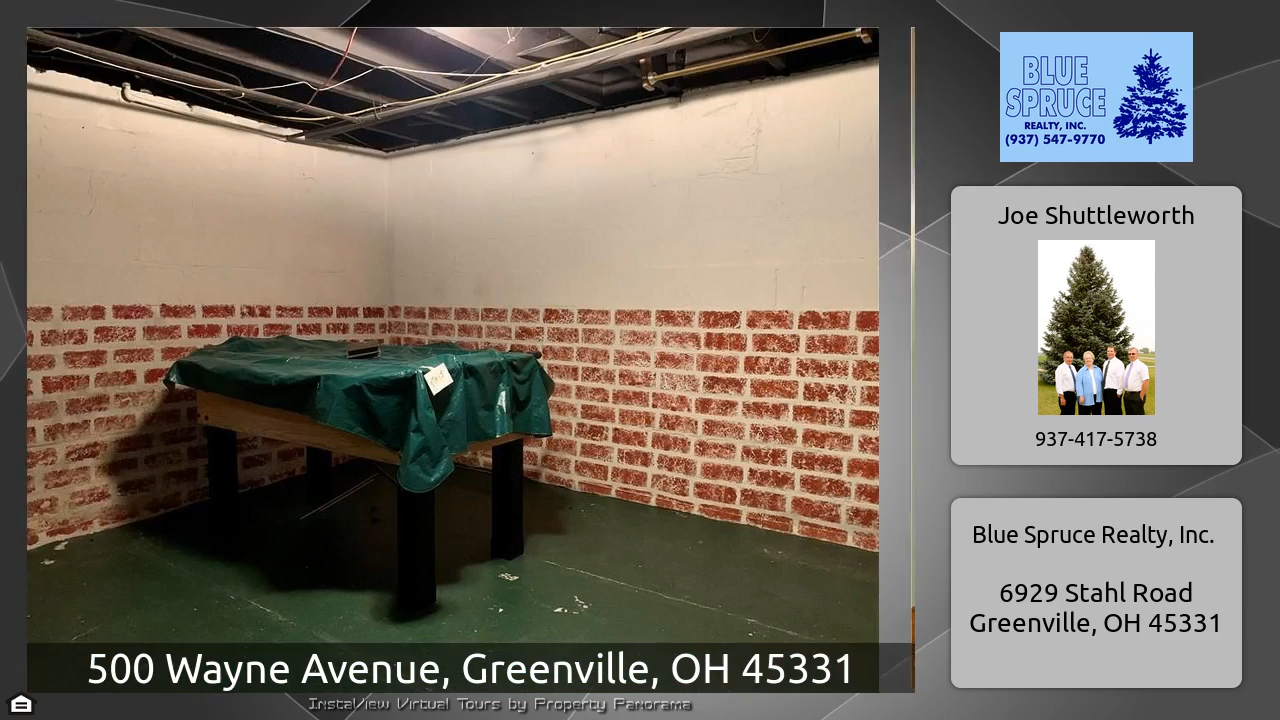 BLUE
SPRUCE
REALTY, INC.
(937) 547-9770
Joe Shuttleworth
937-417-5738
Blue Spruce Realty, Inc.
6929 Stahl Road
Greenville, OH 45331
500 Wayne Avenue, Greenville, OH 45331
InstaView Virtual Tours by Property Panorama